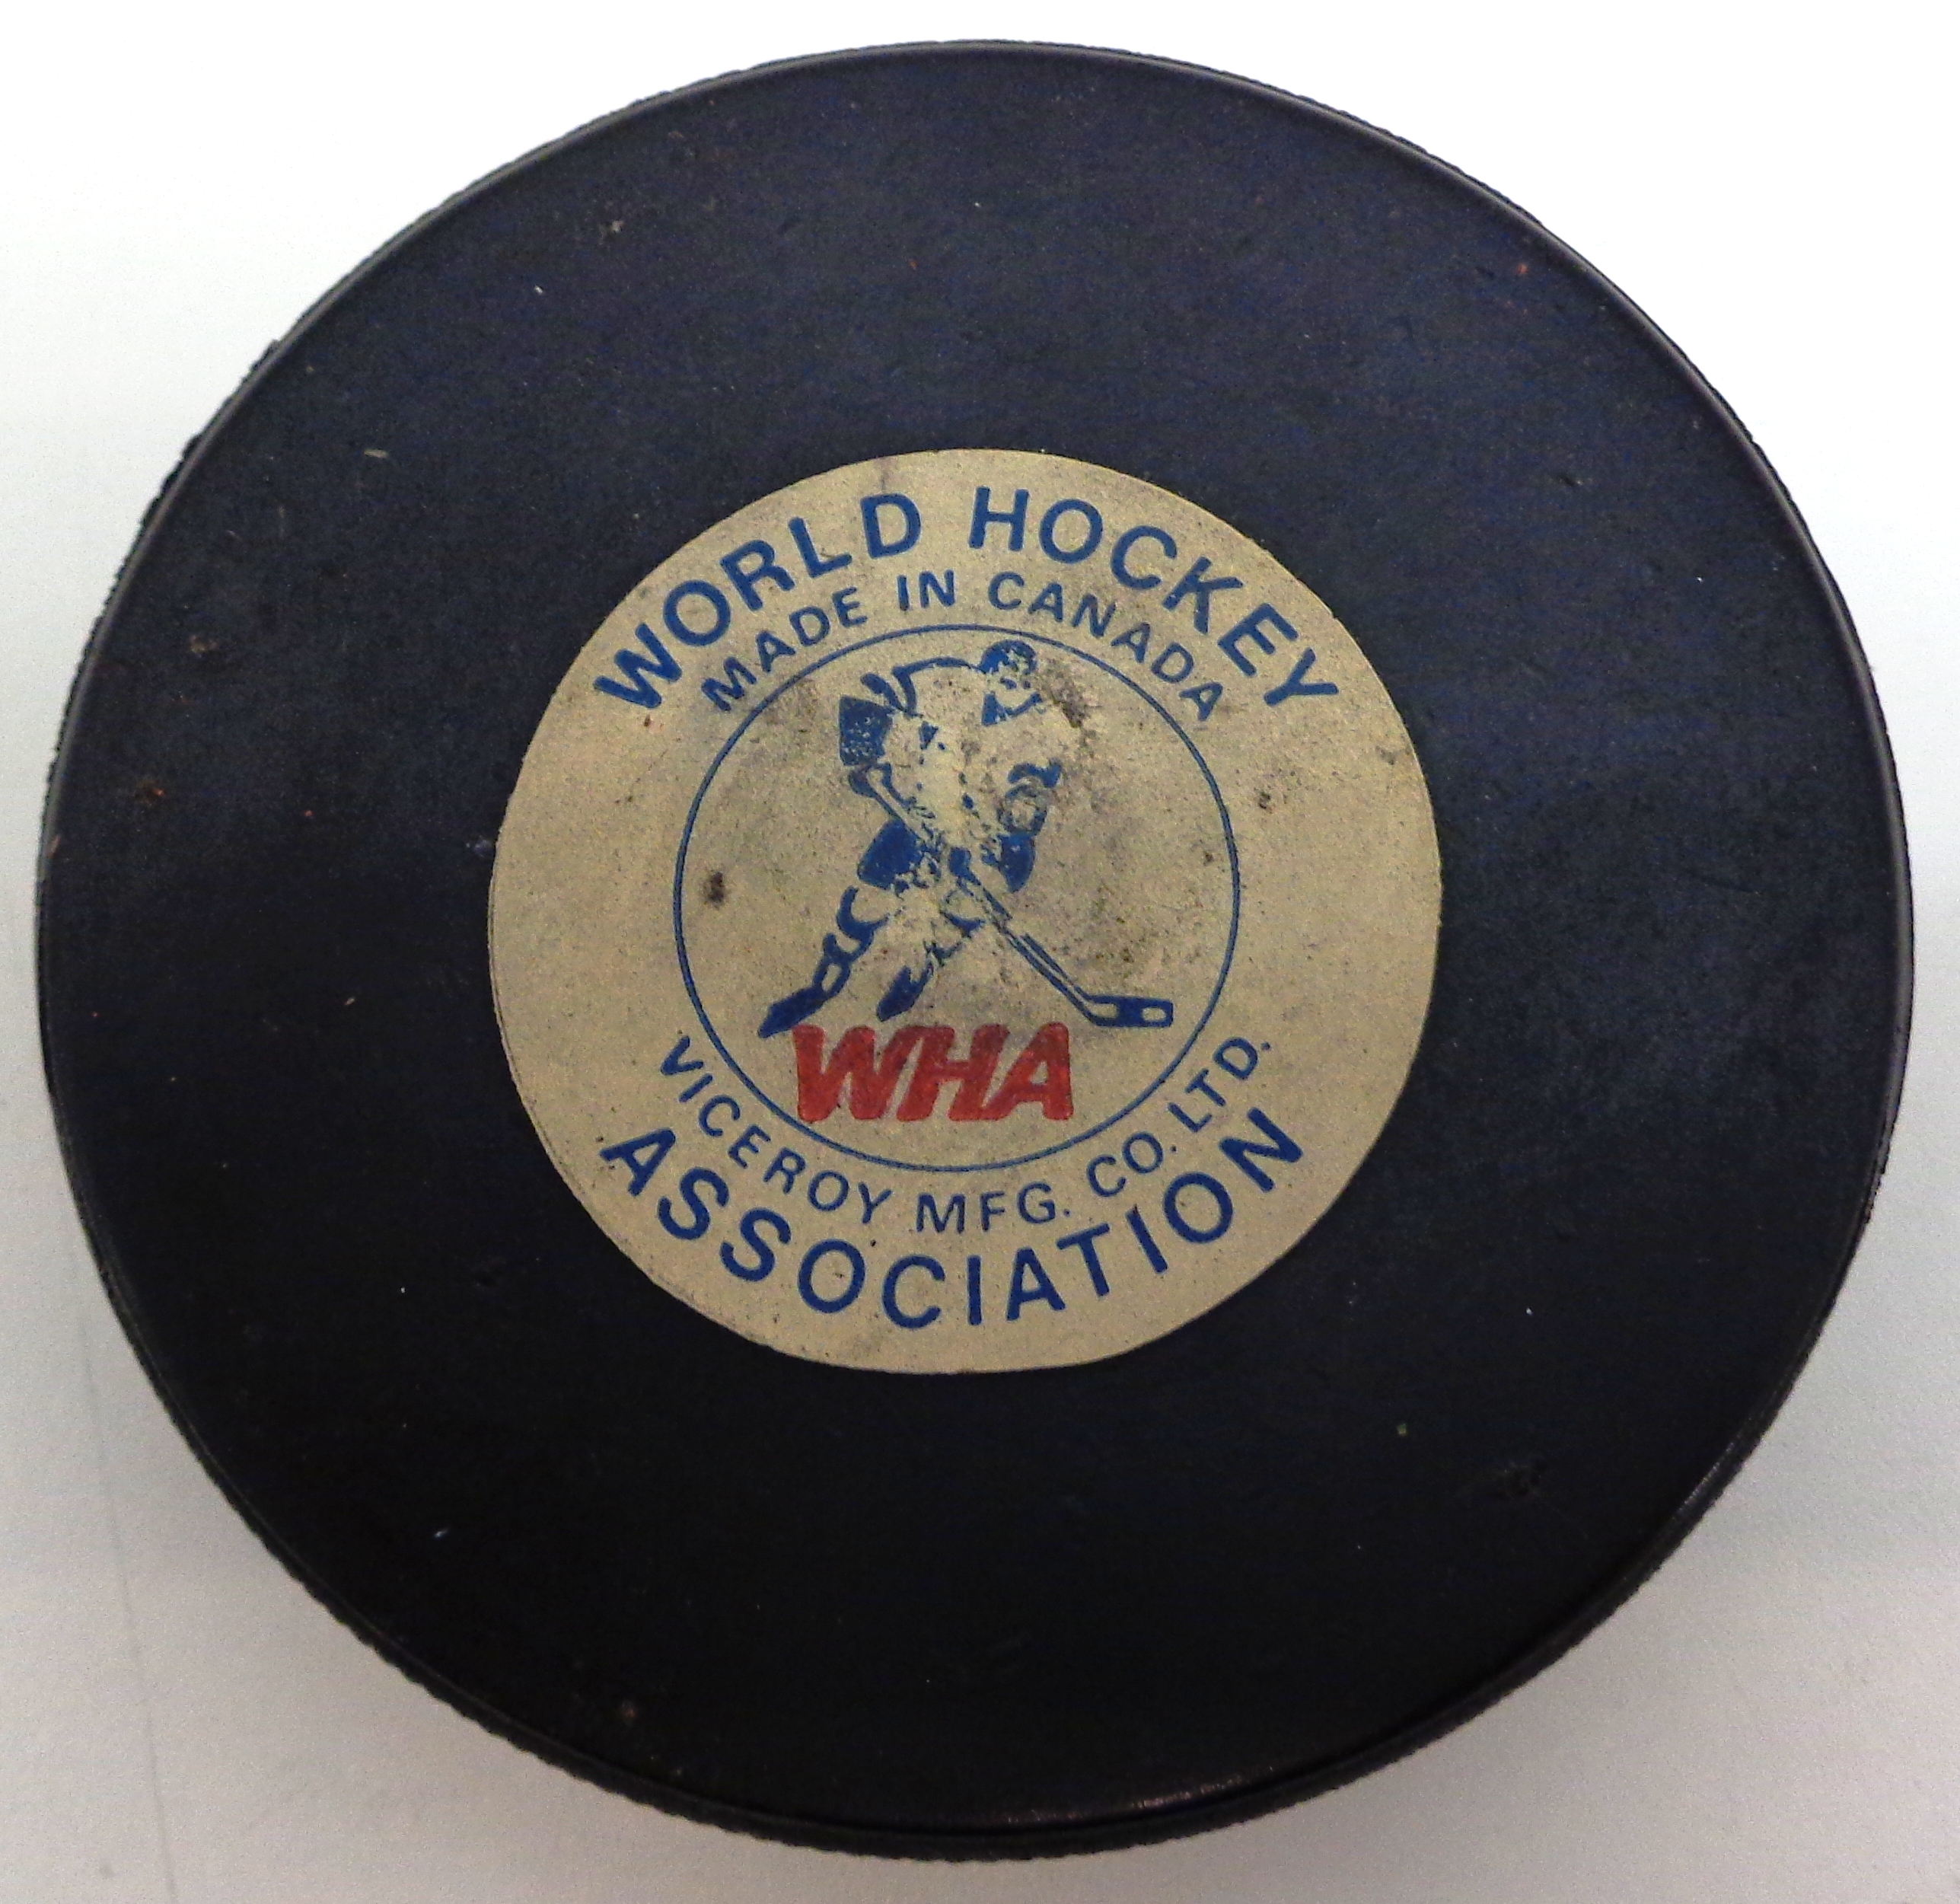 WORLD HOCKEY
MADE IN CANADA
WHA
VICEROY MFG. CO. LTD.
ASSOCIATION